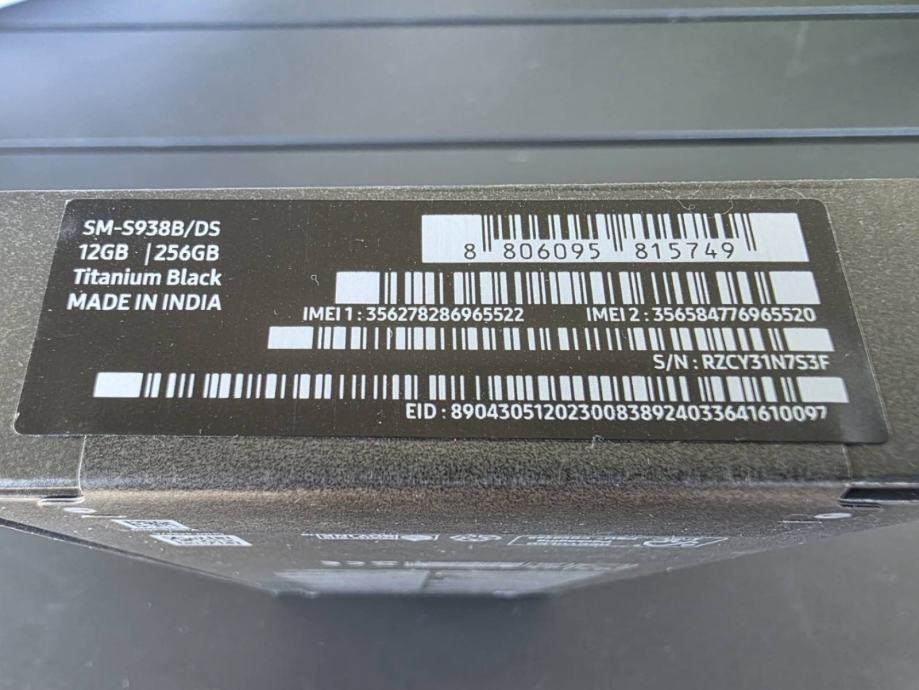 SM-S938B/DS
12GB | 256GB
Titanium Black
MADE IN INDIA
8 806095 815749
IMEI 1 : 356278286965522 IMEI 2 : 356584776965520
S/N : RZCY31N7S3F
EID : 89043051202300838924033641610097